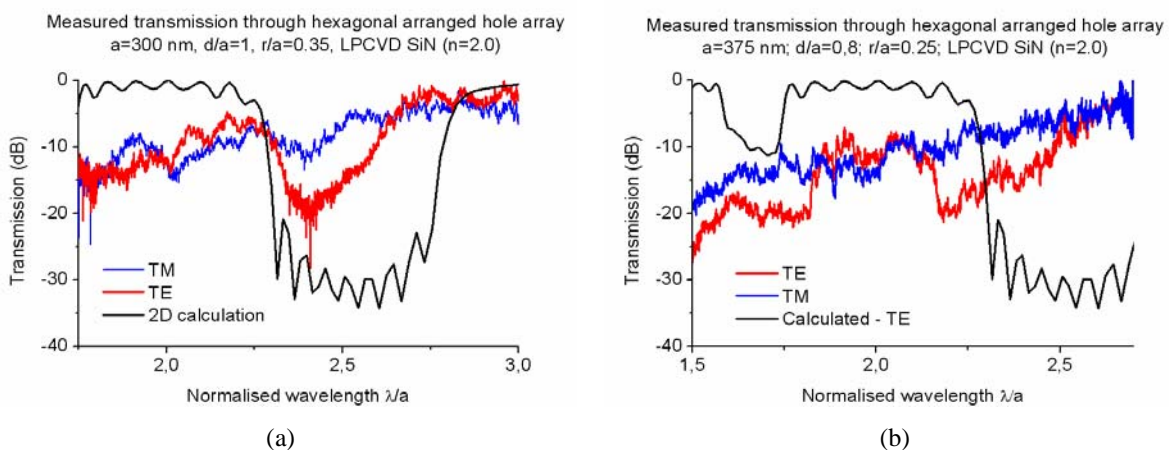 Measured transmission through hexagonal arranged hole array
a=300 nm, d/a=1, r/a=0.35, LPCVD SiN (n=2.0)
0
-10
-20
-30
-40
Transmission (dB)
TM
TE
2D calculation
2,0
2,5
3,0
Normalised wavelength λ/a
(a)
Measured transmission through hexagonal arranged hole array
a=375 nm; d/a=0,8; r/a=0.25; LPCVD SiN (n=2.0)
0
-10
-20
-30
-40
Transmission (dB)
TE
TM
Calculated - TE
1,5
2,0
2,5
Normalised wavelength λ/a
(b)